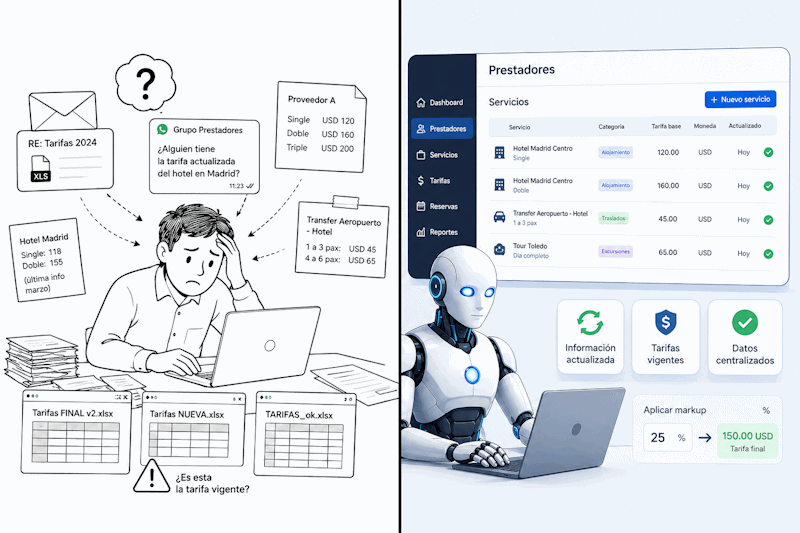 ?
RE: Tarifas 2024
XLS
Grupo Prestadores
¿Alguien tiene
la tarifa actualizada
del hotel en Madrid?
11:23
Proveedor A
Single USD 120
Doble USD 160
Triple USD 200
Hotel Madrid
Single: 118
Doble: 155
(última info
marzo)
Transfer Aeropuerto
- Hotel
1 a 3 pax: USD 45
4 a 6 pax: USD 65
Tarifas FINAL v2.xlsx
Tarifas NUEVA.xlsx
TARIFAS_ok.xlsx
!
¿Es esta
la tarifa vigente?
Dashboard
Prestadores
Servicios
$ Tarifas
Reservas
Reportes
Prestadores
Servicios
+ Nuevo servicio
Servicio Categoría Tarifa base Moneda Actualizado
Hotel Madrid Centro
Single
Alojamiento 120.00 USD Hoy
Hotel Madrid Centro
Doble
Alojamiento 160.00 USD Hoy
Transfer Aeropuerto - Hotel
1 a 3 pax
Traslados 45.00 USD Hoy
Tour Toledo
Día completo
Excursiones 65.00 USD Hoy
Información
actualizada
$
Tarifas
vigentes
Datos
centralizados
Aplicar markup %
25 % → 150.00 USD
Tarifa final